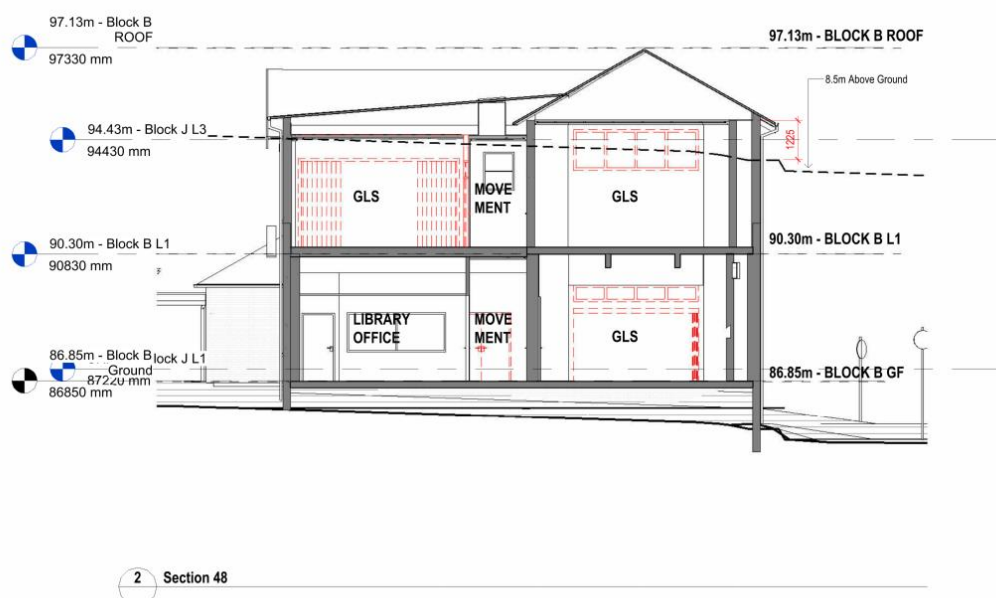 97.13m - Block B
ROOF
97330 mm
97.13m - BLOCK B ROOF
8.5m Above Ground
94.43m - Block J L3
94430 mm
1225
GLS
MOVE
MENT
GLS
90.30m - Block B L1
90830 mm
90.30m - BLOCK B L1
LIBRARY
OFFICE
MOVE
MENT
GLS
86.85m - Block B
lock J L1
Ground
87220 mm
86850 mm
86.85m - BLOCK B GF
2 Section 48